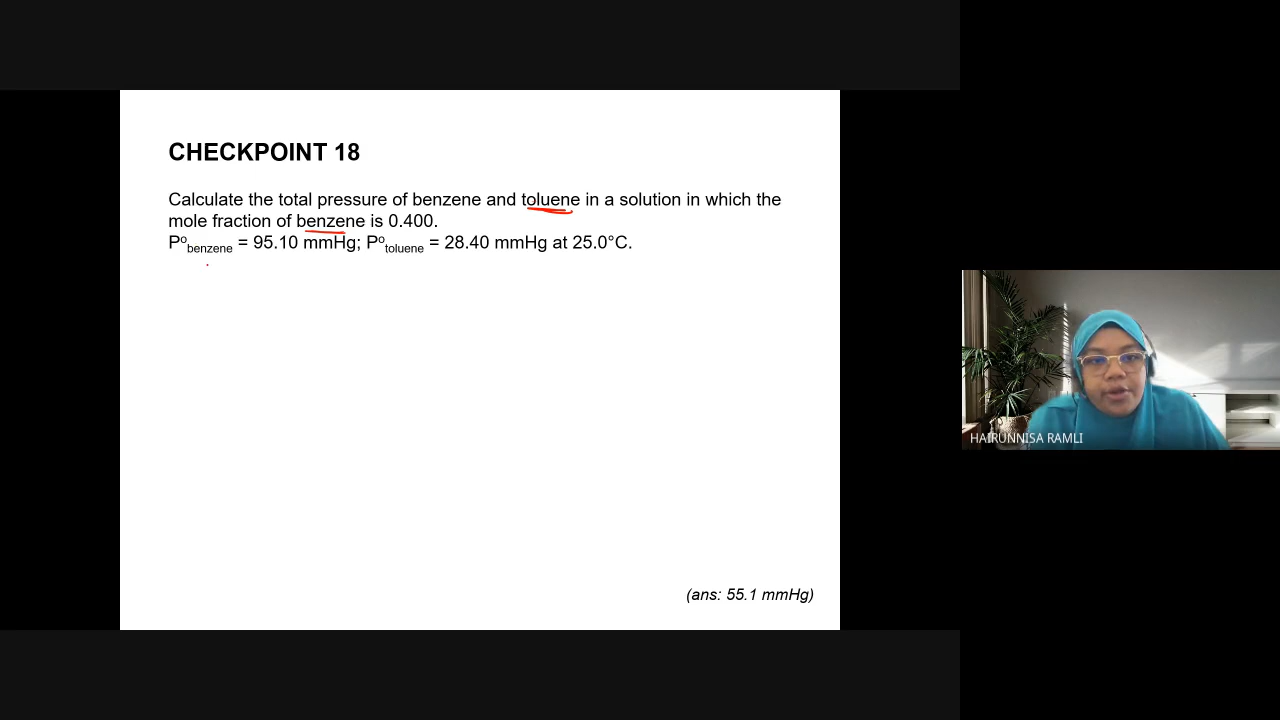 CHECKPOINT 18
Calculate the total pressure of benzene and toluene in a solution in which the
mole fraction of benzene is 0.400.
P°benzene = 95.10 mmHg; P°toluene = 28.40 mmHg at 25.0°C.
HAIRUNNISA RAMLI
(ans: 55.1 mmHg)